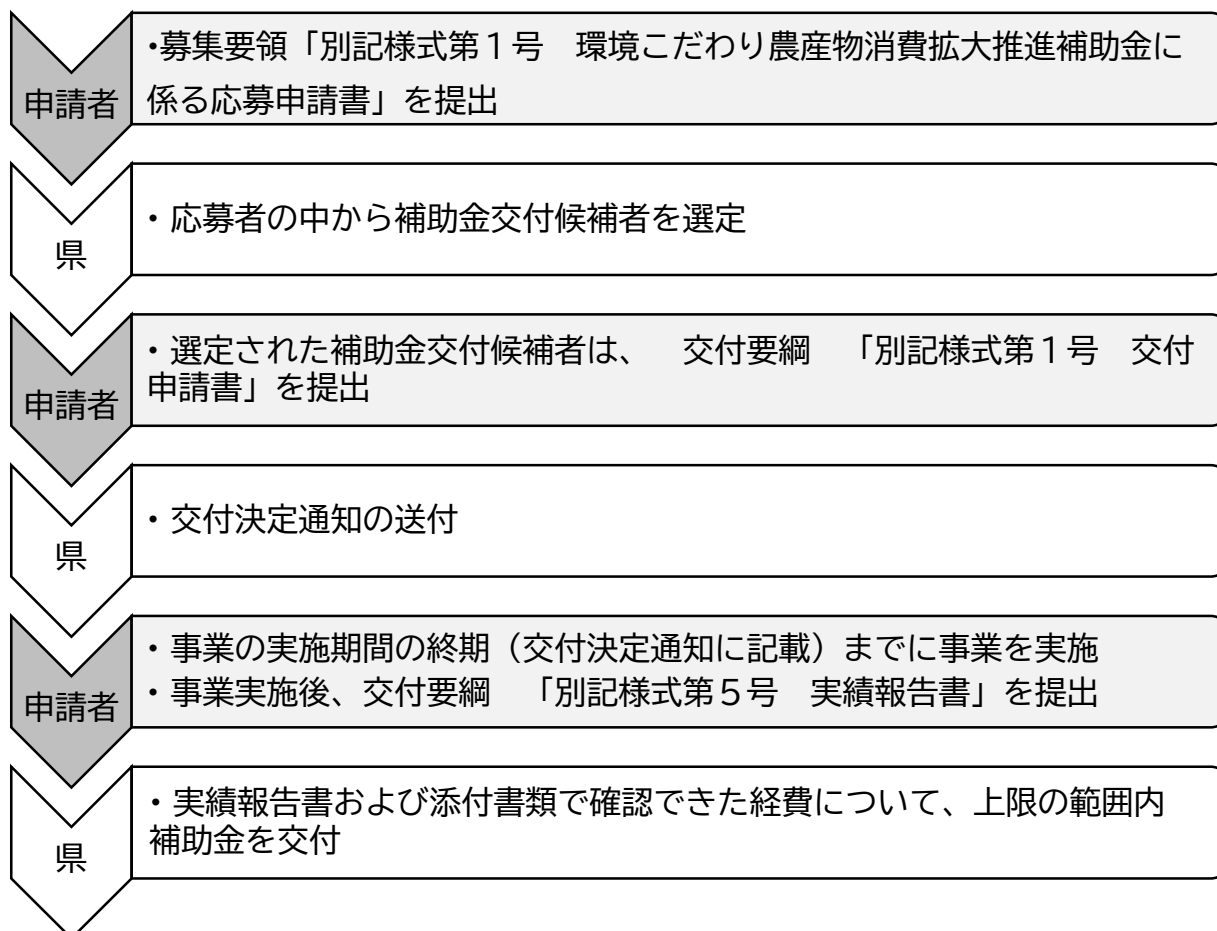 申請者
・募集要領「別記様式第１号　環境こだわり農産物消費拡大推進補助金に
係る応募申請書」を提出
県
・応募者の中から補助金交付候補者を選定
申請者
・選定された補助金交付候補者は、　交付要綱　「別記様式第１号　交付
申請書」を提出
県
・交付決定通知の送付
申請者
・事業の実施期間の終期（交付決定通知に記載）までに事業を実施
・事業実施後、交付要綱　「別記様式第５号　実績報告書」を提出
県
・実績報告書および添付書類で確認できた経費について、上限の範囲内
補助金を交付